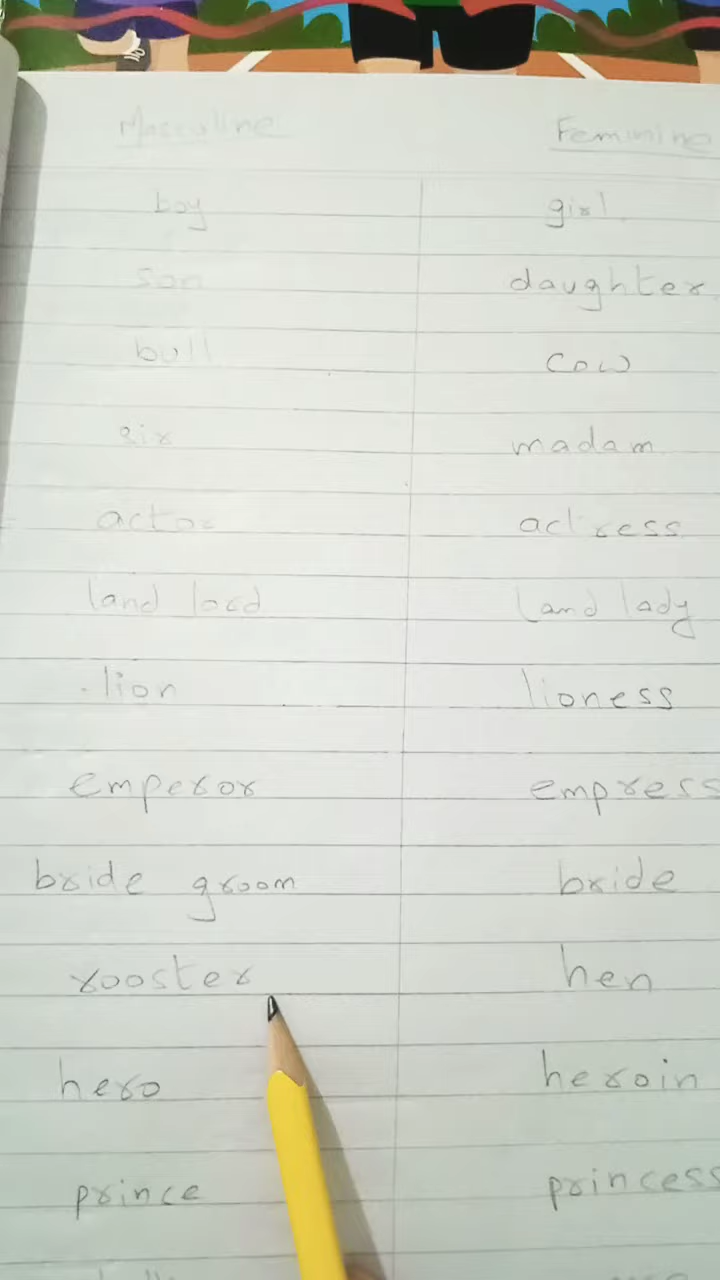 Masculine Feminine
boy girl
son daughter
bull cow
sir madam
actor actress
land lord land lady
lion lioness
emperor empress
bride groom bride
rooster hen
hero heroin
prince princess